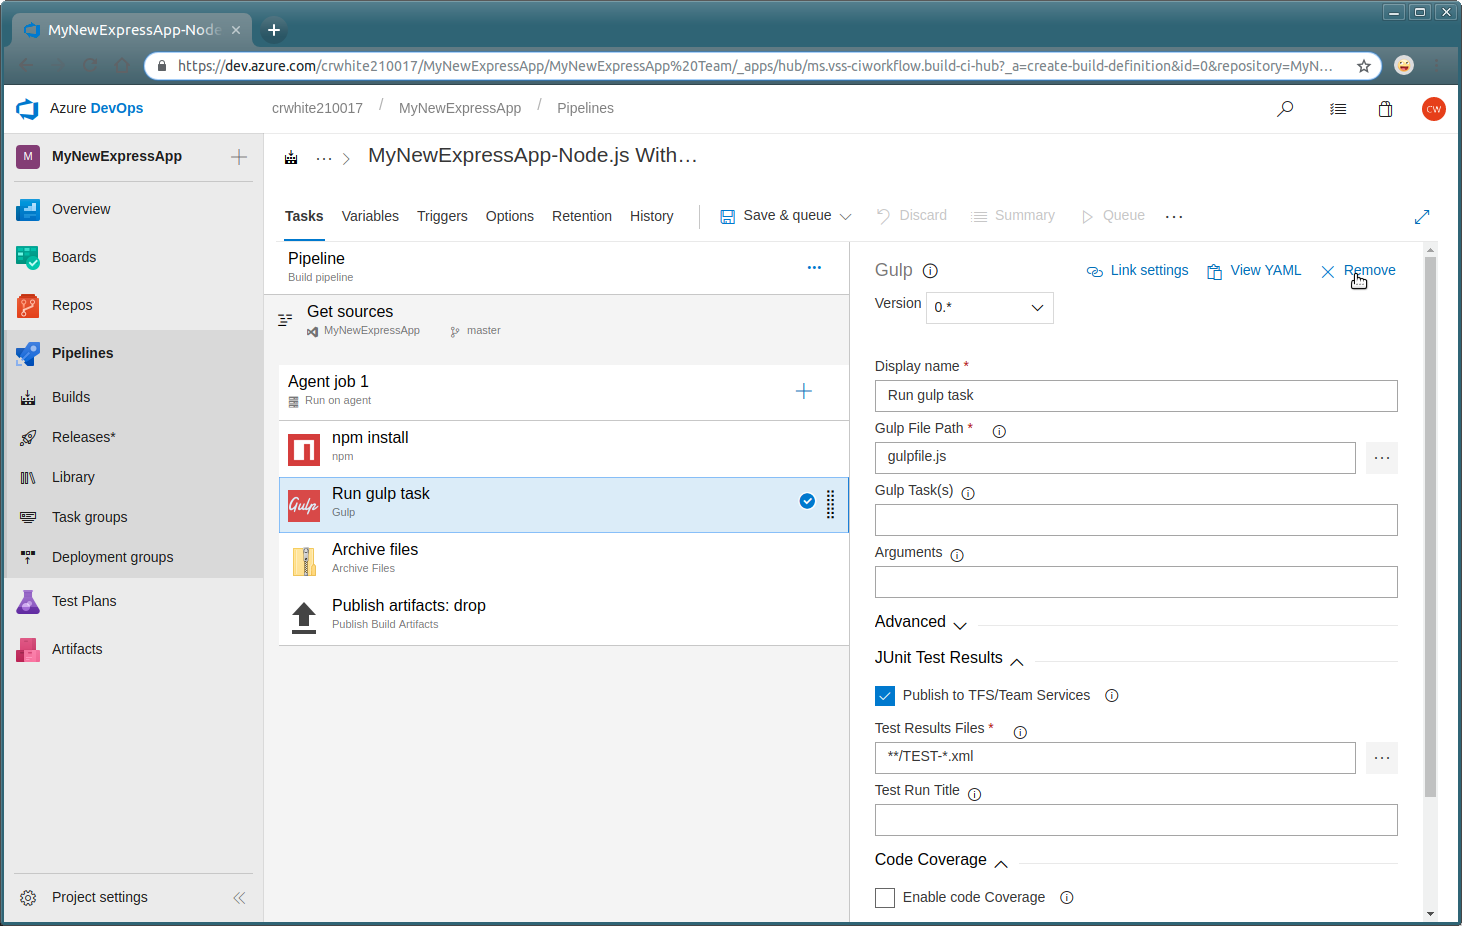 MyNewExpressApp-Node
https://dev.azure.com/crwhite210017/MyNewExpressApp/MyNewExpressApp%20Team/_apps/hub/ms.vss-ciworkflow.build-ci-hub?_a=create-build-definition&id=0&repository=MyN...
Azure DevOps
crwhite210017 / MyNewExpressApp / Pipelines
CW
M MyNewExpressApp
Overview
Boards
Repos
Pipelines
Builds
Releases*
Library
Task groups
Deployment groups
Test Plans
Artifacts
Project settings
... > MyNewExpressApp-Node.js With...
Tasks Variables Triggers Options Retention History Save & queue Discard Summary Queue ...
Pipeline
Build pipeline
...
Get sources
MyNewExpressApp master
Agent job 1
Run on agent
npm install
npm
Run gulp task
Gulp
Gulp
Archive files
Archive Files
Publish artifacts: drop
Publish Build Artifacts
Gulp Link settings View YAML Remove
Version 0.*
Display name *
Run gulp task
Gulp File Path *
gulpfile.js ...
Gulp Task(s)
Arguments
Advanced
JUnit Test Results
Publish to TFS/Team Services
Test Results Files *
**/TEST-*.xml ...
Test Run Title
Code Coverage
Enable code Coverage